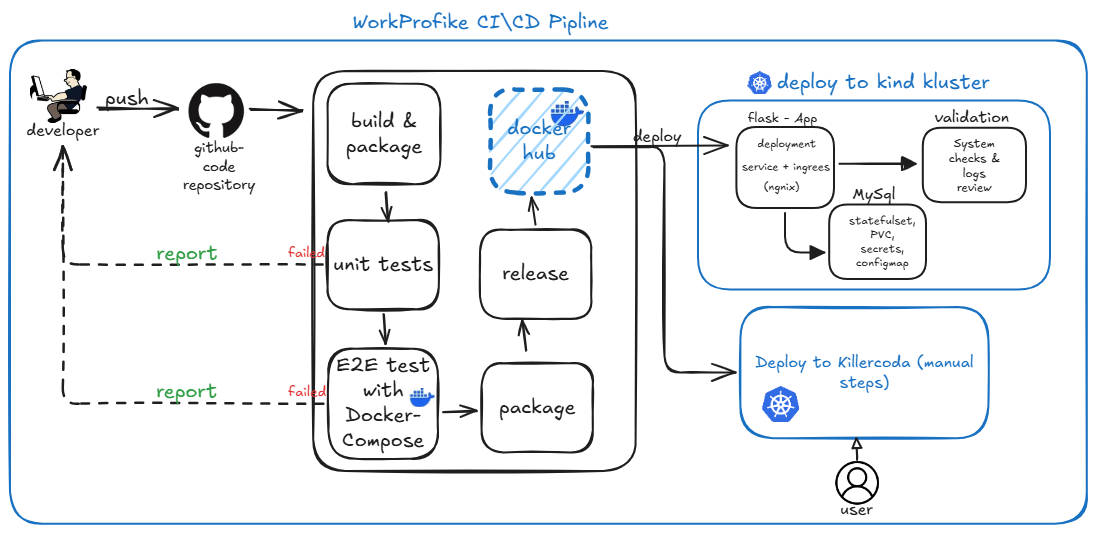 WorkProfike CI\CD Pipline
developer
push
github-
code
repository
build &
package
unit tests
E2E test
with
Docker-
Compose
package
release
docker
hub
report
failed
report
failed
deploy
deploy to kind kluster
flask - App
deployment
service + ingrees
(ngnix)
validation
System
checks &
logs
review
MySql
statefulset,
PVC,
secrets,
configmap
Deploy to Killercoda (manual
steps)
user